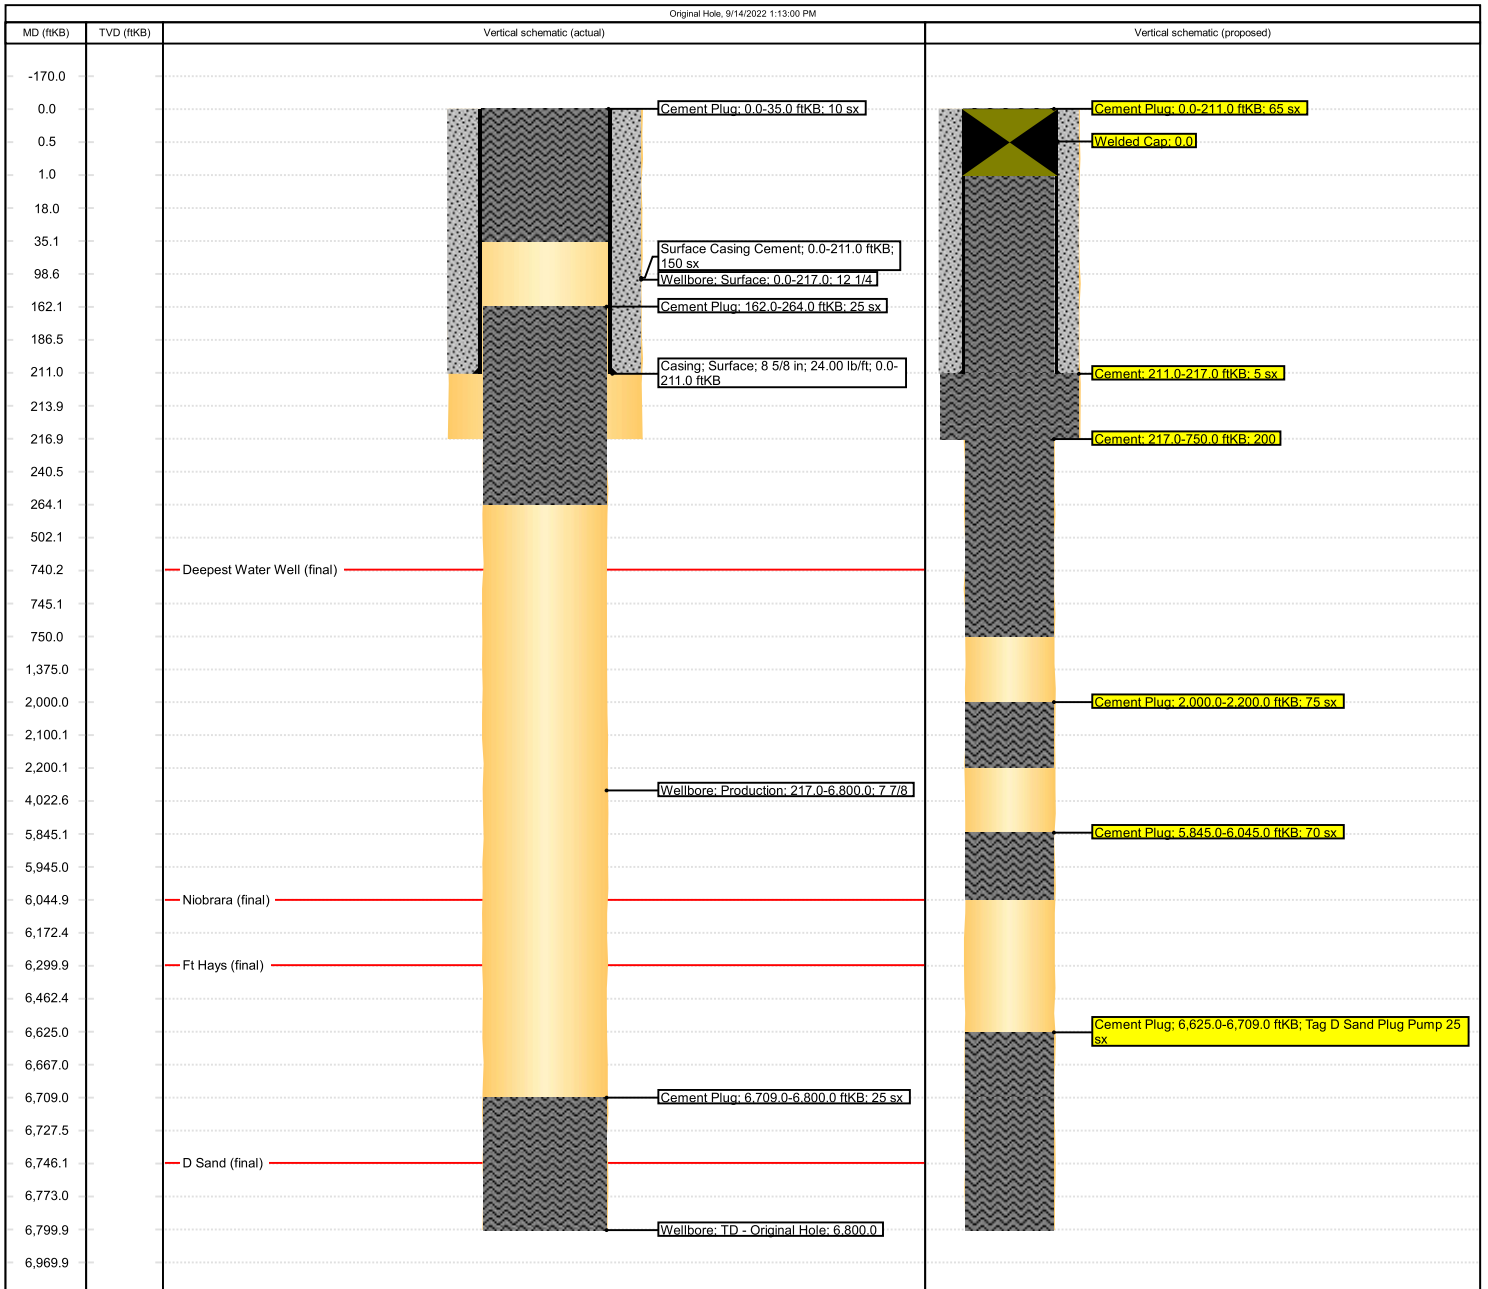 Original Hole, 9/14/2022 1:13:00 PM
MD (ftKB)
TVD (ftKB)
Vertical schematic (actual)
Vertical schematic (proposed)
-170.0
0.0
0.5
1.0
18.0
35.1
98.6
162.1
186.5
211.0
213.9
216.9
240.5
264.1
502.1
740.2
745.1
750.0
1,375.0
2,000.0
2,100.1
2,200.1
4,022.6
5,845.1
5,945.0
6,044.9
6,172.4
6,299.9
6,462.4
6,625.0
6,667.0
6,709.0
6,727.5
6,746.1
6,773.0
6,799.9
6,969.9
Deepest Water Well (final)
Niobrara (final)
Ft Hays (final)
D Sand (final)
Cement Plug; 0.0-35.0 ftKB; 10 sx
Surface Casing Cement; 0.0-211.0 ftKB;
150 sx
Wellbore; Surface; 0.0-217.0; 12 1/4
Cement Plug; 162.0-264.0 ftKB; 25 sx
Casing; Surface; 8 5/8 in; 24.00 lb/ft; 0.0-
211.0 ftKB
Wellbore; Production; 217.0-6,800.0; 7 7/8
Cement Plug; 6,709.0-6,800.0 ftKB; 25 sx
Wellbore; TD - Original Hole; 6,800.0
Cement Plug; 0.0-211.0 ftKB; 65 sx
Welded Cap; 0.0
Cement; 211.0-217.0 ftKB; 5 sx
Cement; 217.0-750.0 ftKB; 200
Cement Plug; 2,000.0-2,200.0 ftKB; 75 sx
Cement Plug; 5,845.0-6,045.0 ftKB; 70 sx
Cement Plug; 6,625.0-6,709.0 ftKB; Tag D Sand Plug Pump 25
sx